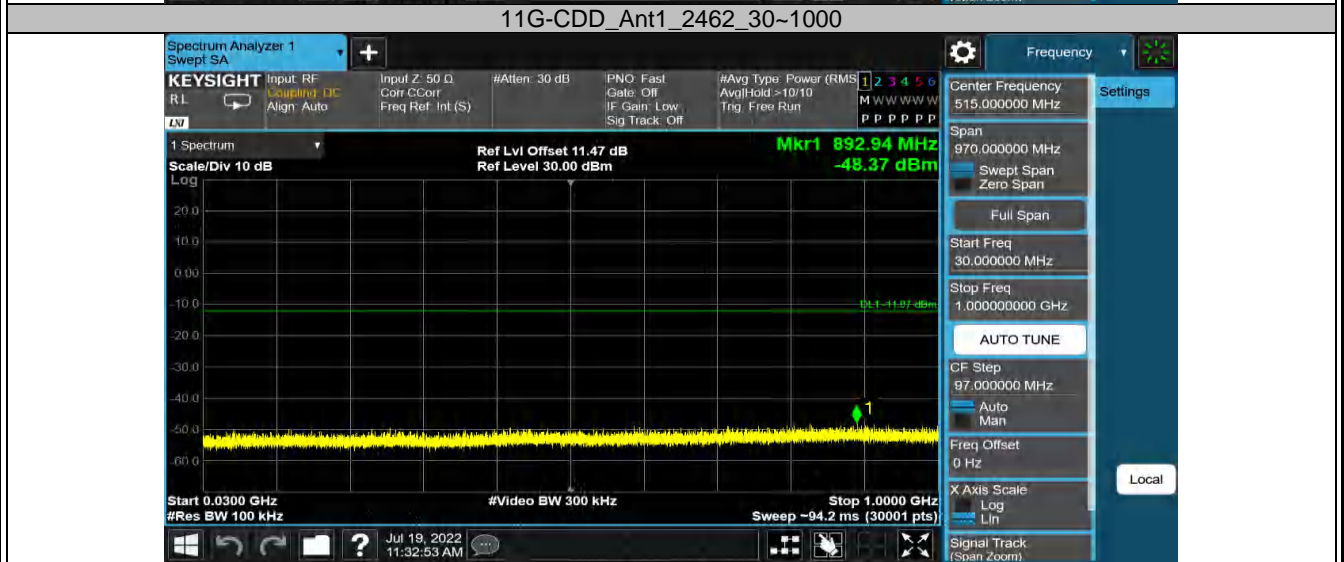 11G-CDD_Ant1_2462_30~1000
Spectrum Analyzer 1
Swept SA
Frequency
KEYSIGHT
RL
LXI
Input: RF
Coupling: DC
Align: Auto
Input Z: 50 Ω
Corr CCorr
Freq Ref: Int (S)
#Atten: 30 dB
PNO: Fast
Gate: Off
IF Gain: Low
Sig Track: Off
#Avg Type: Power (RMS
Avg|Hold >10/10
Trig: Free Run
1 2 3 4 5 6
M W W W W W
P P P P P P
Center Frequency
515.000000 MHz
Settings
1 Spectrum
Scale/Div 10 dB
Log
Ref Lvl Offset 11.47 dB
Ref Level 30.00 dBm
Mkr1 892.94 MHz
-48.37 dBm
Span
970.000000 MHz
Swept Span
Zero Span
Full Span
Start Freq
30.000000 MHz
Stop Freq
1.000000000 GHz
AUTO TUNE
CF Step
97.000000 MHz
Auto
Man
Freq Offset
0 Hz
X Axis Scale
Log
Lin
Signal Track
(Span Zoom)
Local
20.0
10.0
0.00
-10.0
DL1 -11.97 dBm
-20.0
-30.0
-40.0
1
-50.0
-60.0
Start 0.0300 GHz
#Res BW 100 kHz
#Video BW 300 kHz
Stop 1.0000 GHz
Sweep ~94.2 ms (30001 pts)
?
Jul 19, 2022
11:32:53 AM